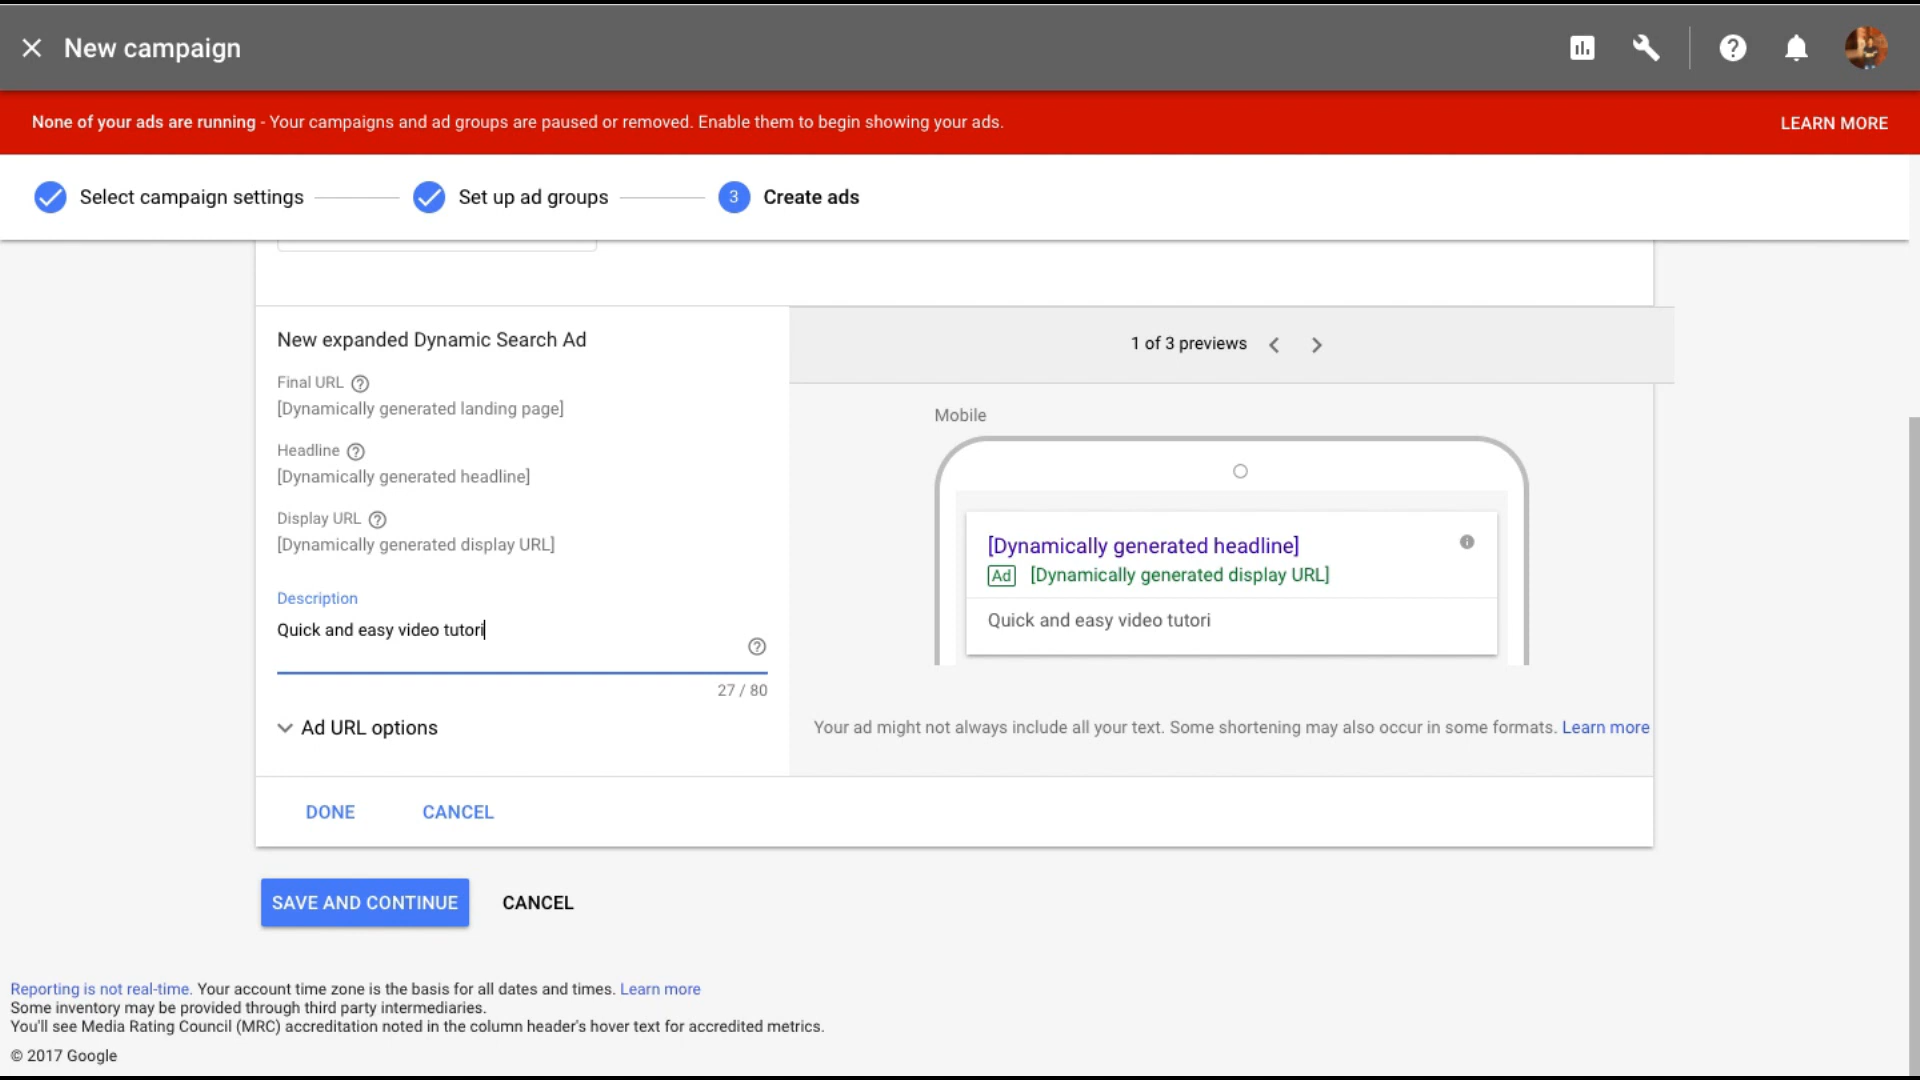 New campaign
None of your ads are running - Your campaigns and ad groups are paused or removed. Enable them to begin showing your ads.
LEARN MORE
Select campaign settings
Set up ad groups
3
Create ads
New expanded Dynamic Search Ad
1 of 3 previews
Final URL
[Dynamically generated landing page]
Headline
[Dynamically generated headline]
Display URL
[Dynamically generated display URL]
Description
Quick and easy video tutori
27 / 80
Ad URL options
Mobile
[Dynamically generated headline]
Ad [Dynamically generated display URL]
Quick and easy video tutori
Your ad might not always include all your text. Some shortening may also occur in some formats. Learn more
DONE
CANCEL
SAVE AND CONTINUE
CANCEL
Reporting is not real-time. Your account time zone is the basis for all dates and times. Learn more
Some inventory may be provided through third party intermediaries.
You'll see Media Rating Council (MRC) accreditation noted in the column header's hover text for accredited metrics.
© 2017 Google